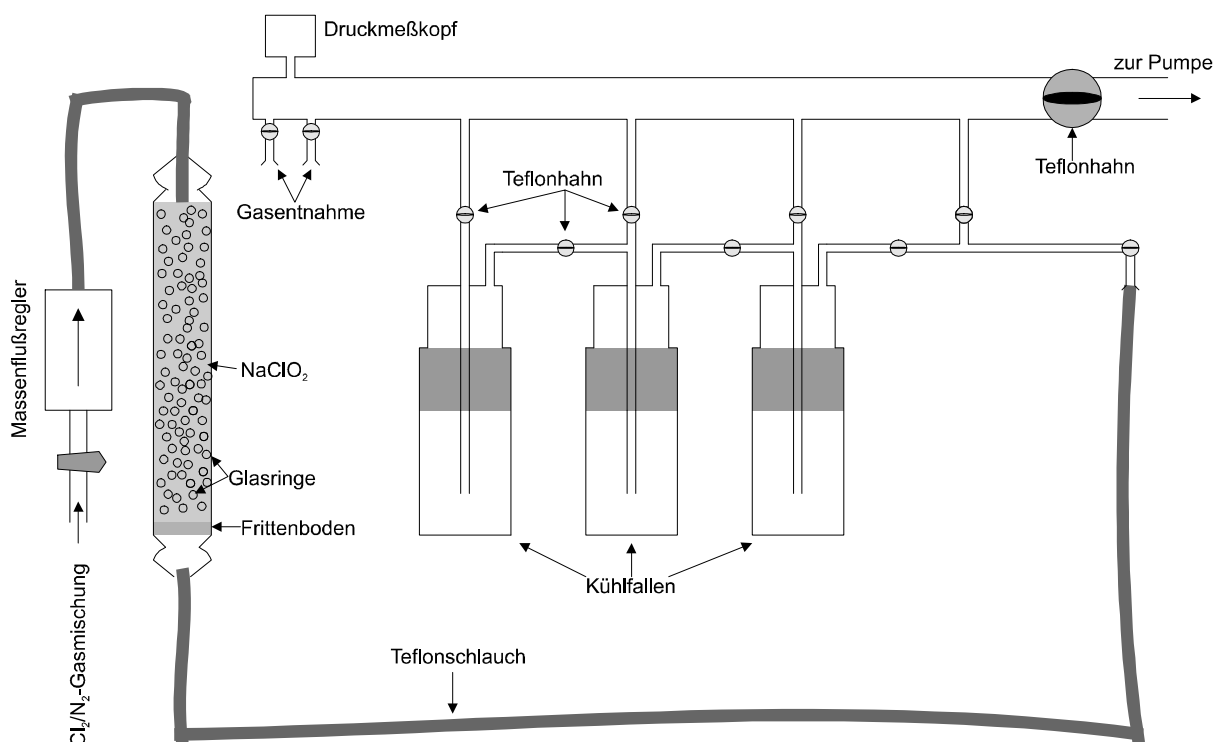 Druckmeßkopf
zur Pumpe
Teflonhahn
Teflonhahn
Gasentnahme
Massenflußregler
NaClO₂
Glasringe
Frittenboden
Kühlfallen
Teflonschlauch
Cl₂/N₂-Gasmischung